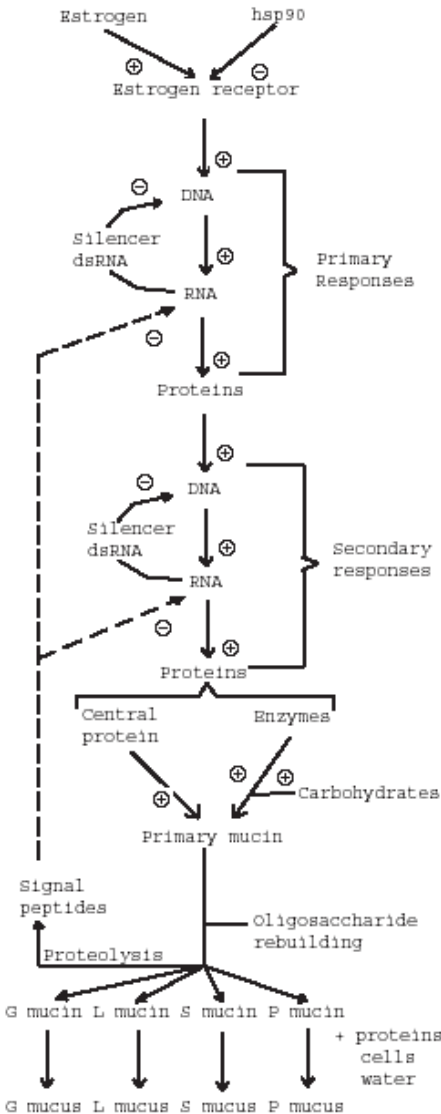 Estrogen hsp90
⊕ ⊖
Estrogen receptor
⊕
⊖
DNA
Silencer
dsRNA
⊕
Primary
Responses
RNA
⊖
⊕
Proteins
⊕
⊖
DNA
Silencer
dsRNA
⊕
Secondary
responses
RNA
⊖
⊕
Proteins
Central
protein
Enzymes
⊕ ⊕
Carbohydrates
⊕
Primary mucin
Signal
peptides
Oligosaccharide
rebuilding
Proteolysis
G mucin L mucin S mucin P mucin
+ proteins
cells
water
G mucus L mucus S mucus P mucus